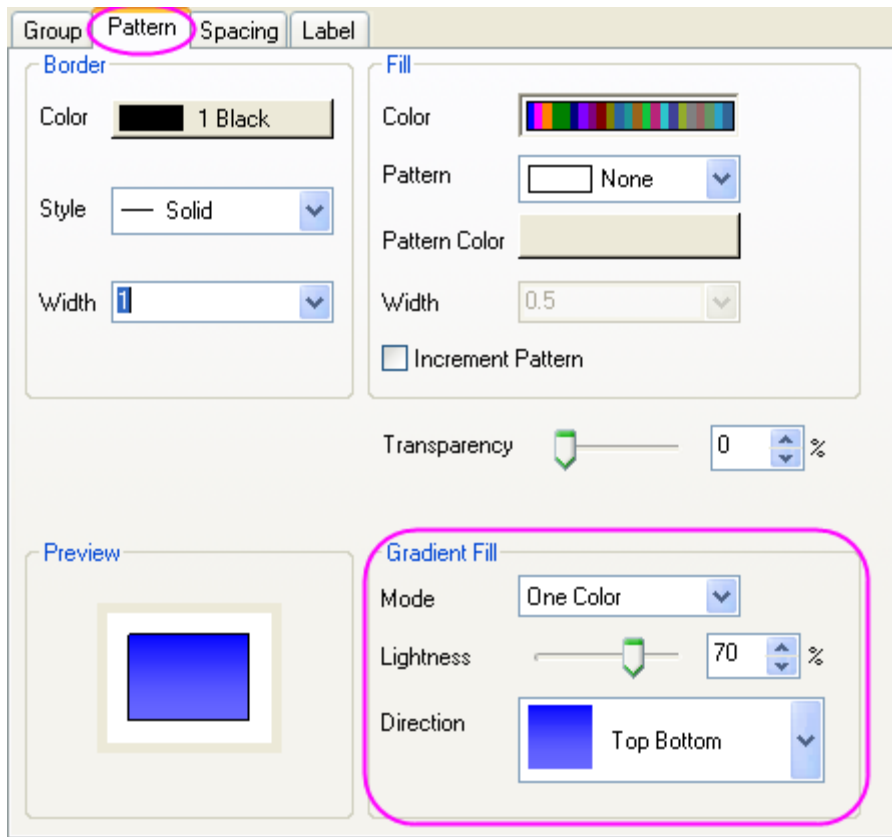 Group Pattern Spacing Label
Border
Color 1 Black
Style Solid
Width 1
Fill
Color
Pattern None
Pattern Color
Width 0.5
Increment Pattern
Transparency 0 %
Preview
Gradient Fill
Mode One Color
Lightness 70 %
Direction Top Bottom